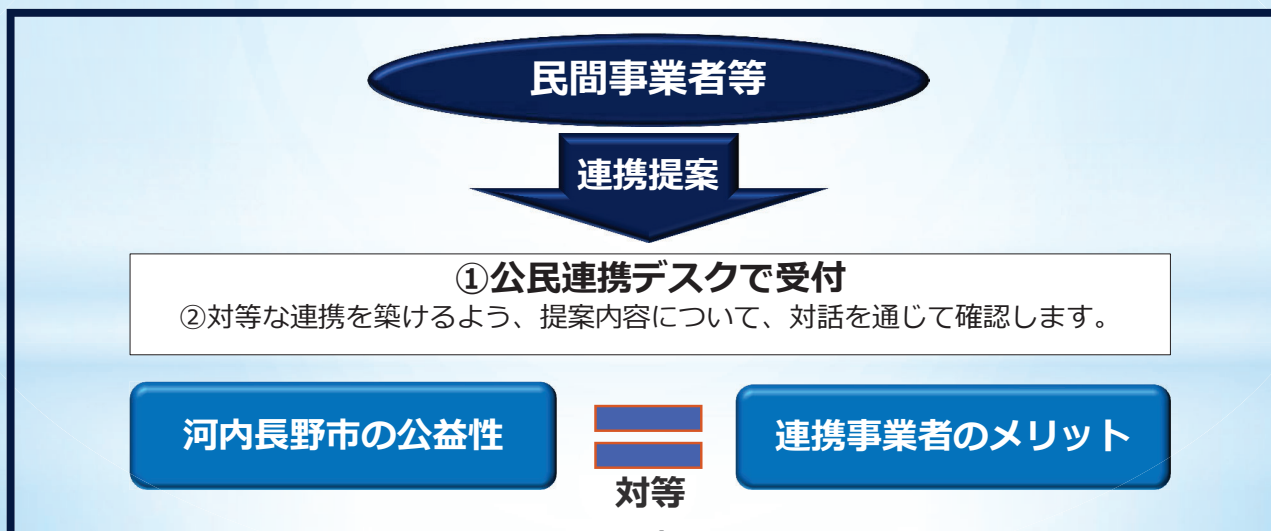 民間事業者等
連携提案
①公民連携デスクで受付
②対等な連携を築けるよう、提案内容について、対話を通じて確認します。
河内長野市の公益性
連携事業者のメリット
対等